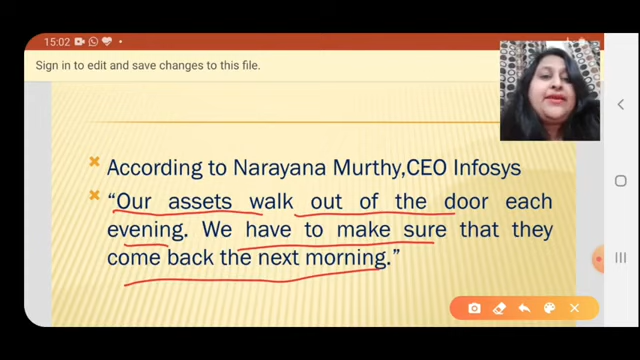 15:02
Sign in to edit and save changes to this file.
According to Narayana Murthy,CEO Infosys
“Our assets walk out of the door each
evening. We have to make sure that they
come back the next morning.”